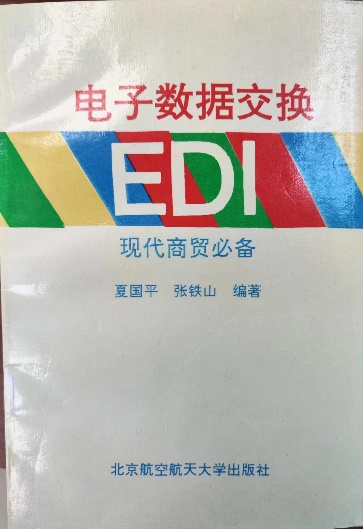 电子数据交换
EDI
现代商贸必备
夏国平 张铁山 编著
北京航空航天大学出版社